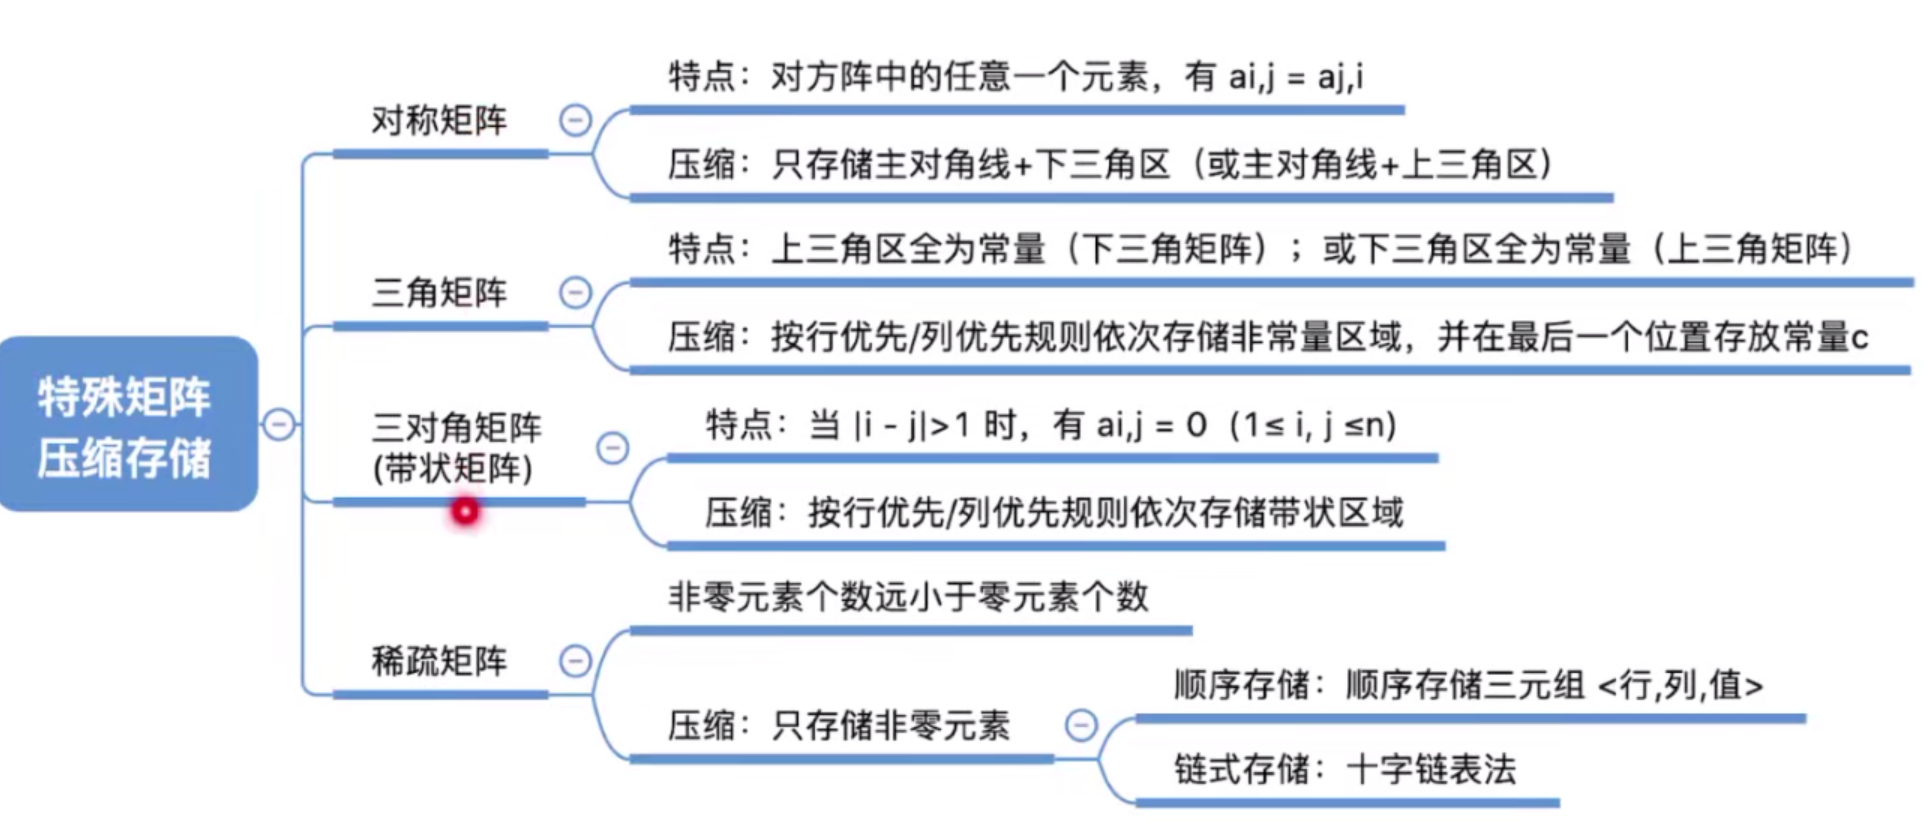 特殊矩阵
压缩存储
对称矩阵
特点：对方阵中的任意一个元素，有 ai,j = aj,i
压缩：只存储主对角线+下三角区（或主对角线+上三角区）
三角矩阵
特点：上三角区全为常量（下三角矩阵）；或下三角区全为常量（上三角矩阵）
压缩：按行优先/列优先规则依次存储非常量区域，并在最后一个位置存放常量c
三对角矩阵
(带状矩阵)
特点：当 |i - j|>1 时，有 ai,j = 0（1≤ i, j ≤n)
压缩：按行优先/列优先规则依次存储带状区域
稀疏矩阵
非零元素个数远小于零元素个数
压缩：只存储非零元素
顺序存储：顺序存储三元组 <行,列,值>
链式存储：十字链表法